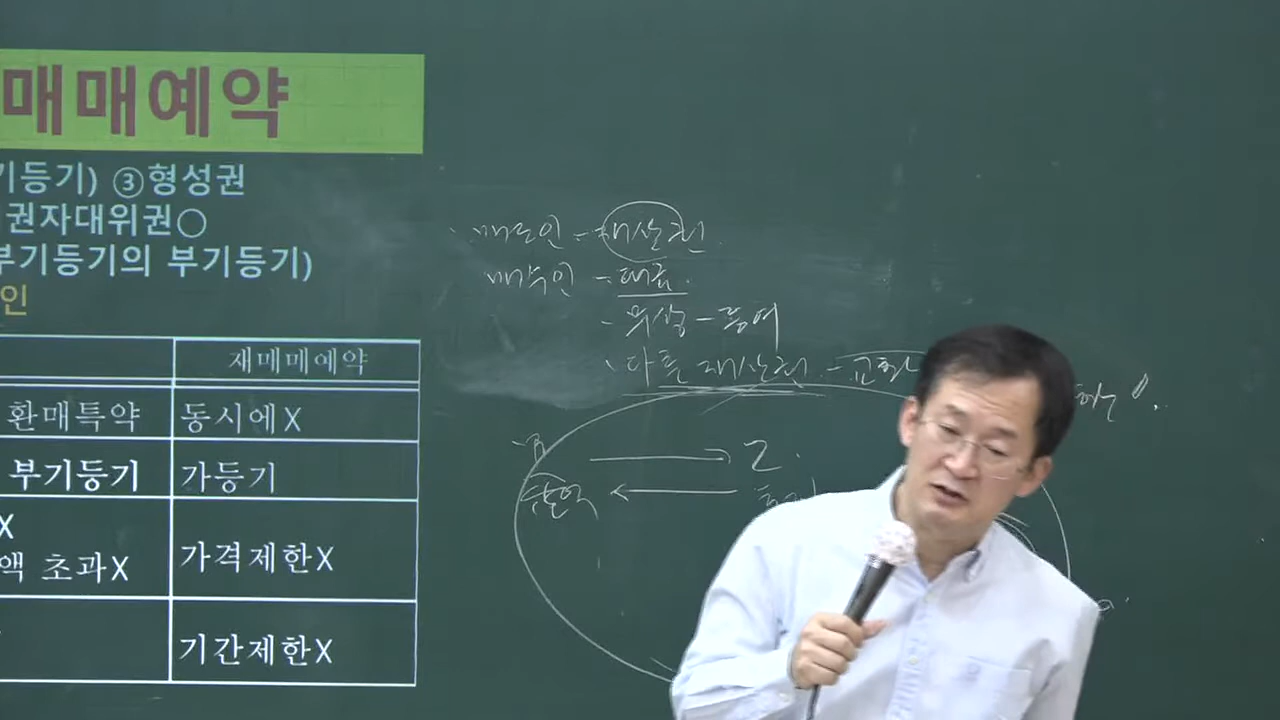 매매예약
기등기) ③형성권
권자대위권○
부기등기의 부기등기)
인
재매매예약
환매특약 동시에X
부기등기 가등기
X
액 초과X 가격제한X
기간제한X
매도인 - 재산권
매수인 - 대금.
- 무상 - 증여
· 다른 재산권 - 교환